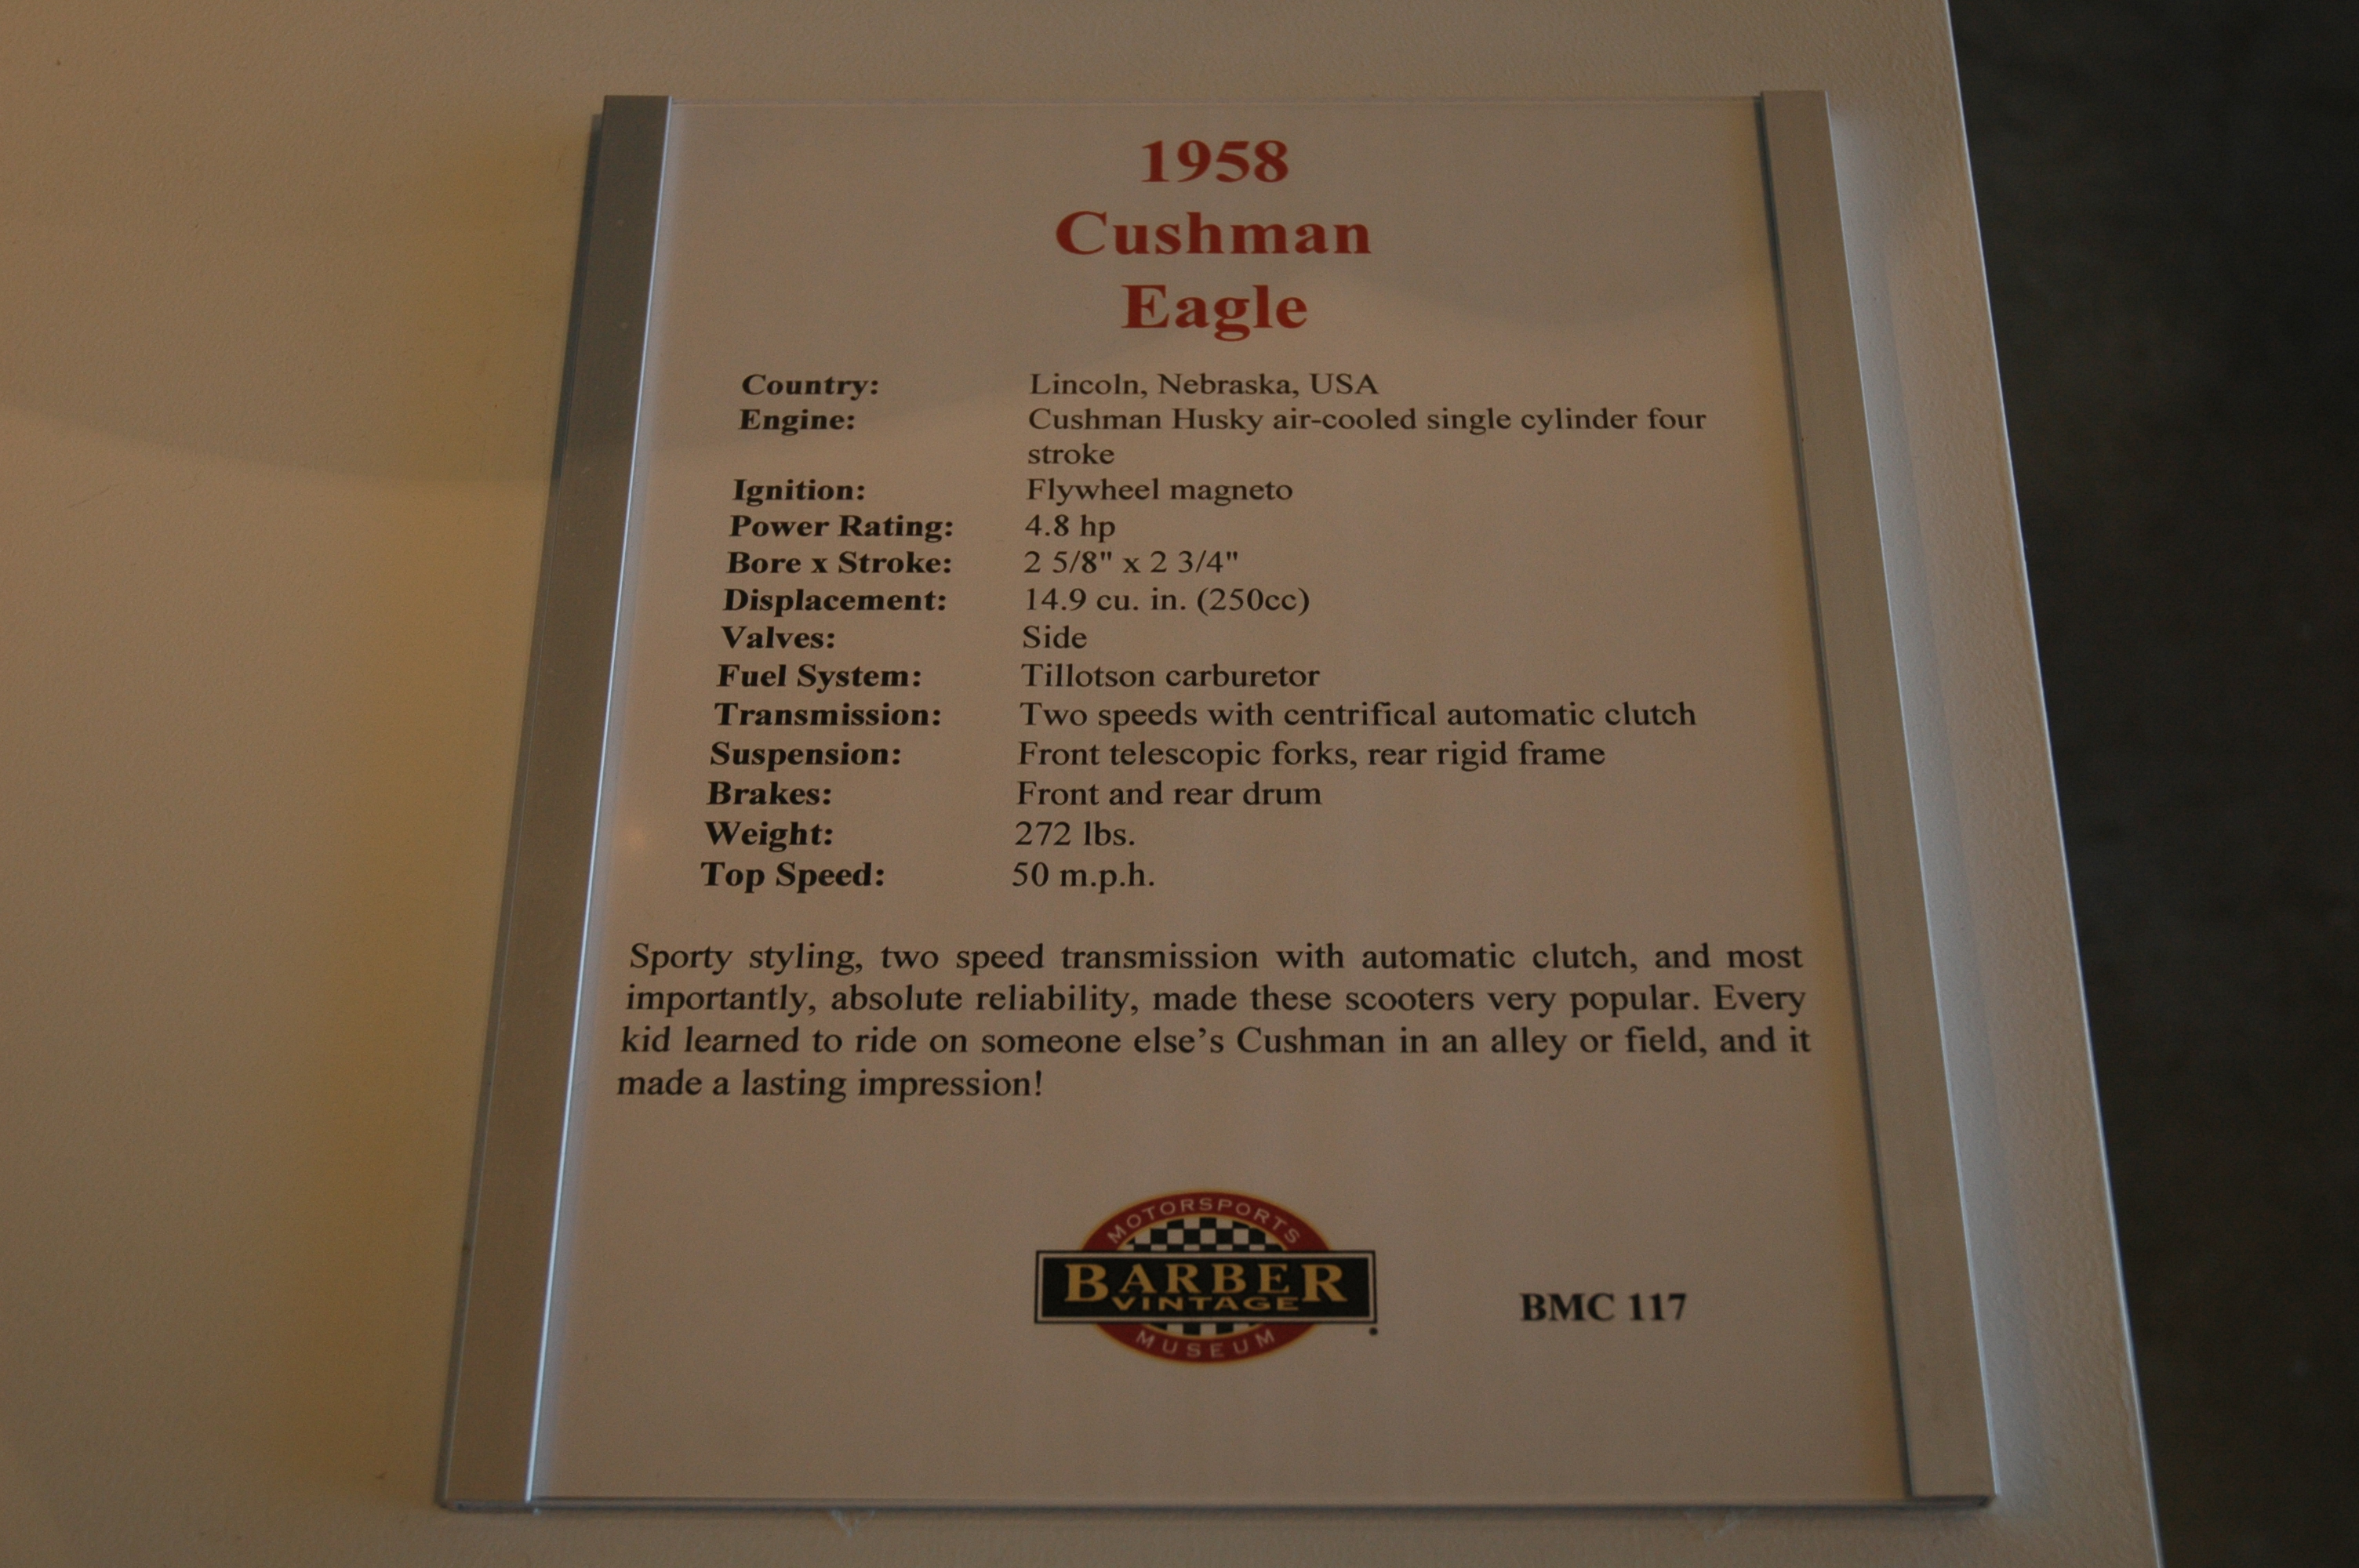 1958
Cushman
Eagle
Country: Lincoln, Nebraska, USA
Engine: Cushman Husky air-cooled single cylinder four
stroke
Ignition: Flywheel magneto
Power Rating: 4.8 hp
Bore x Stroke: 2 5/8" x 2 3/4"
Displacement: 14.9 cu. in. (250cc)
Valves: Side
Fuel System: Tillotson carburetor
Transmission: Two speeds with centrifical automatic clutch
Suspension: Front telescopic forks, rear rigid frame
Brakes: Front and rear drum
Weight: 272 lbs.
Top Speed: 50 m.p.h.
Sporty styling, two speed transmission with automatic clutch, and most
importantly, absolute reliability, made these scooters very popular. Every
kid learned to ride on someone else's Cushman in an alley or field, and it
made a lasting impression!
MOTORSPORTS
BARBER
VINTAGE
MUSEUM
BMC 117